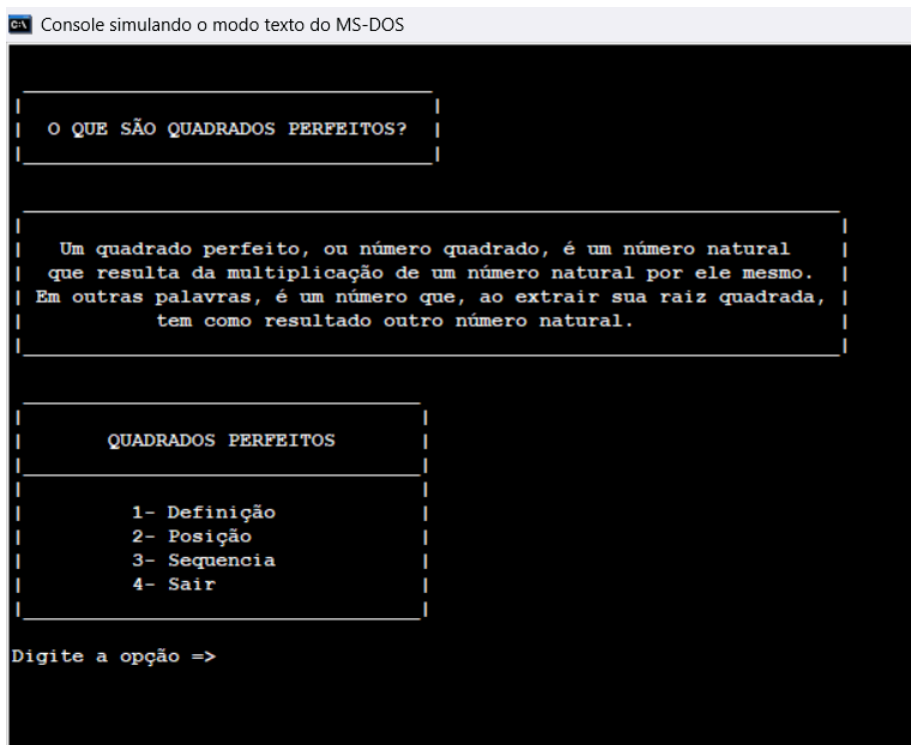 Console simulando o modo texto do MS-DOS
O QUE SÃO QUADRADOS PERFEITOS?
Um quadrado perfeito, ou número quadrado, é um número natural
que resulta da multiplicação de um número natural por ele mesmo.
Em outras palavras, é um número que, ao extrair sua raiz quadrada,
tem como resultado outro número natural.
QUADRADOS PERFEITOS
1- Definição
2- Posição
3- Sequencia
4- Sair
Digite a opção =>